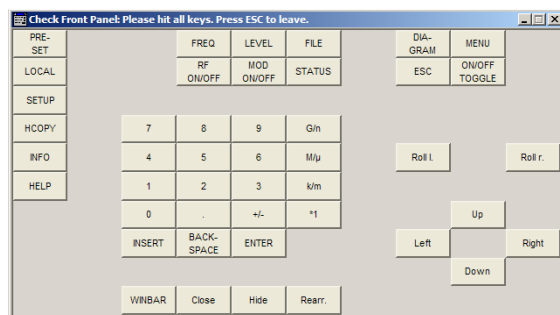 Check Front Panel: Please hit all keys. Press ESC to leave.
PRE-
SET
FREQ
LEVEL
FILE
DIA-
GRAM
MENU
LOCAL
RF
ON/OFF
MOD
ON/OFF
STATUS
ESC
ON/OFF
TOGGLE
SETUP
HCOPY
7
8
9
G/n
INFO
4
5
6
M/µ
Roll l.
Roll r.
HELP
1
2
3
k/m
0
.
+/-
*1
Up
INSERT
BACK-
SPACE
ENTER
Left
Right
Down
WINBAR
Close
Hide
Rearr.